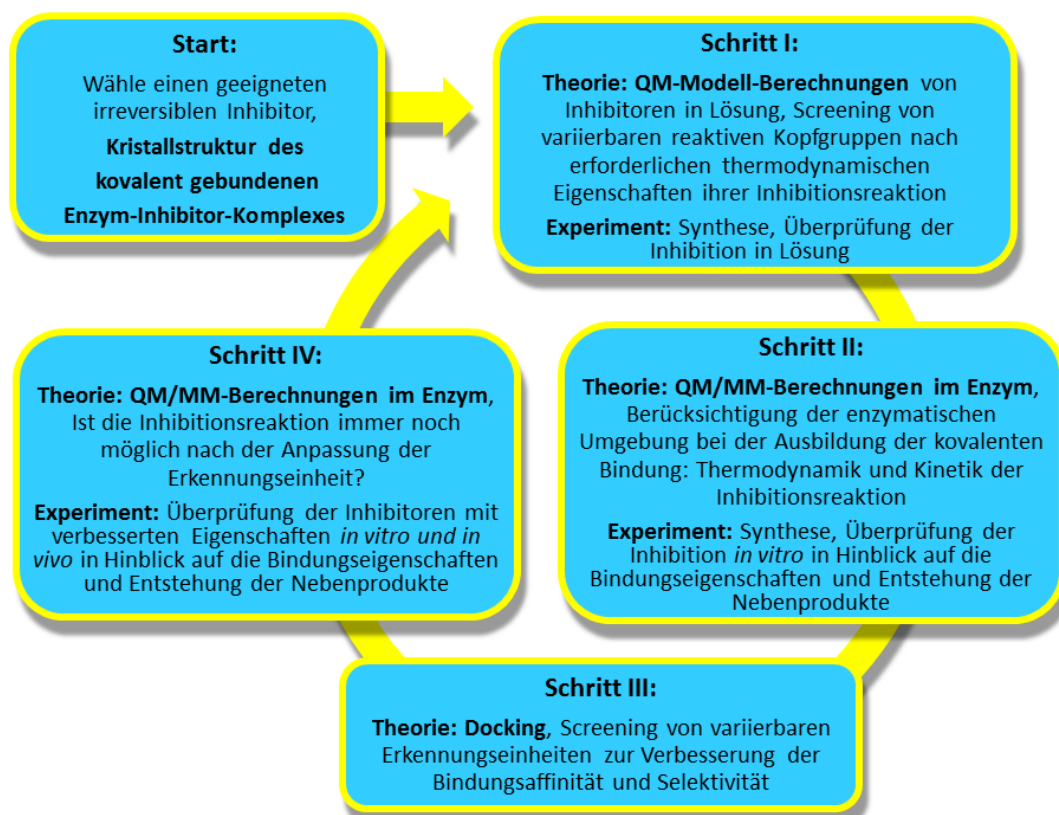 Start:
Wähle einen geeigneten
irreversiblen Inhibitor,
Kristallstruktur des
kovalent gebundenen
Enzym-Inhibitor-Komplexes
Schritt I:
Theorie: QM-Modell-Berechnungen von
Inhibitoren in Lösung, Screening von
variierbaren reaktiven Kopfgruppen nach
erforderlichen thermodynamischen
Eigenschaften ihrer Inhibitionsreaktion
Experiment: Synthese, Überprüfung der
Inhibition in Lösung
Schritt II:
Theorie: QM/MM-Berechnungen im Enzym,
Berücksichtigung der enzymatischen
Umgebung bei der Ausbildung der kovalenten
Bindung: Thermodynamik und Kinetik der
Inhibitionsreaktion
Experiment: Synthese, Überprüfung der
Inhibition in vitro in Hinblick auf die
Bindungseigenschaften und Entstehung der
Nebenprodukte
Schritt III:
Theorie: Docking, Screening von variierbaren
Erkennungseinheiten zur Verbesserung der
Bindungsaffinität und Selektivität
Schritt IV:
Theorie: QM/MM-Berechnungen im Enzym,
Ist die Inhibitionsreaktion immer noch
möglich nach der Anpassung der
Erkennungseinheit?
Experiment: Überprüfung der Inhibitoren mit
verbesserten Eigenschaften in vitro und in
vivo in Hinblick auf die Bindungseigenschaften
und Entstehung der Nebenprodukte